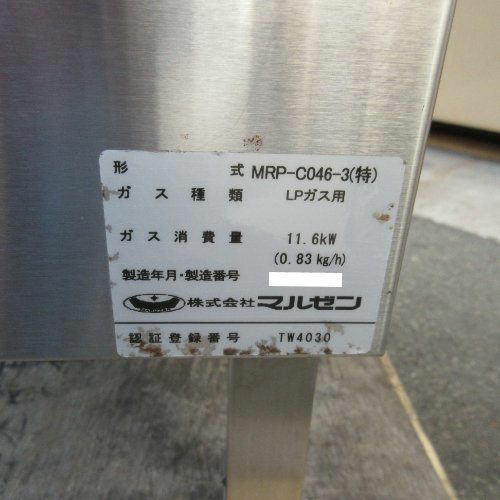 形 式 MRP-C046-3(特)
ガス種類 LPガス用
ガス消費量 11.6kW
(0.83kg/h)
製造年月・製造番号
株式会社マルゼン
認証登録番号 TW4030